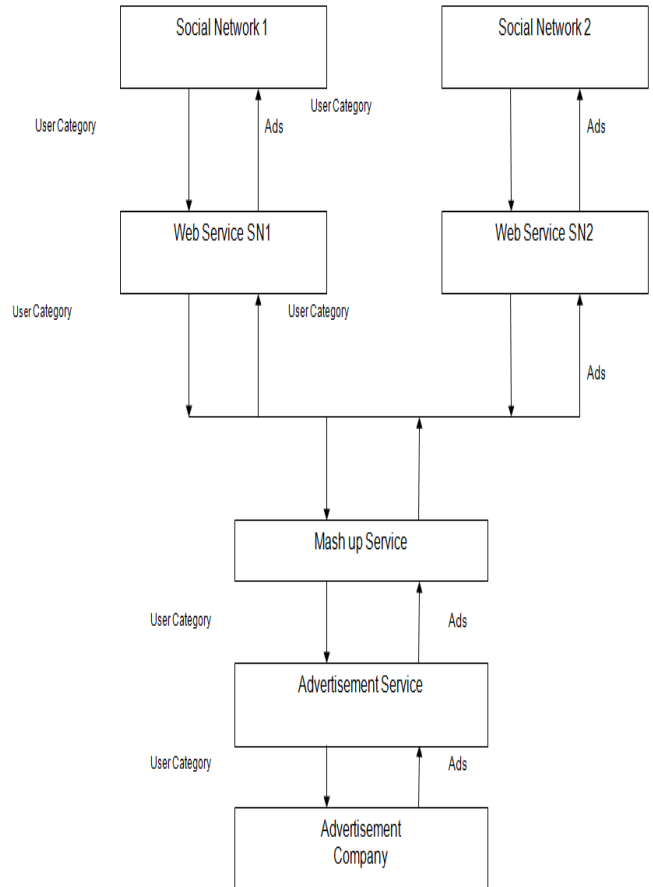 Social Network 1
Social Network 2
User Category
Ads
User Category
Ads
Web Service SN1
Web Service SN2
User Category
User Category
Ads
Mash up Service
User Category
Ads
Advertisement Service
User Category
Ads
Advertisement
Company